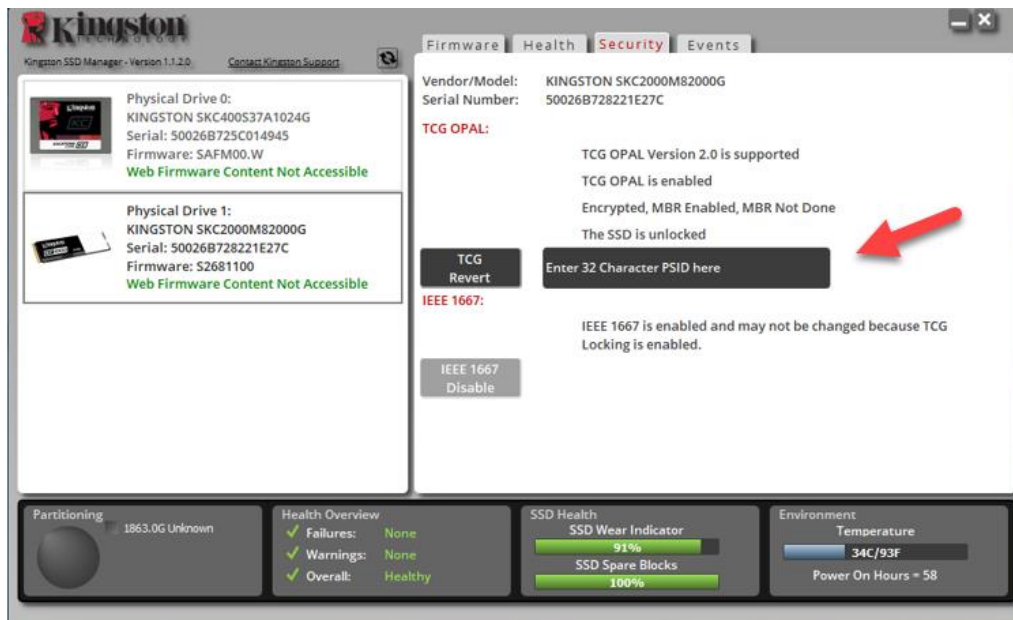 Kingston
TECHNOLOGY
Kingston SSD Manager - Version 1.1.2.0 Contact Kingston Support
Firmware Health Security Events
Physical Drive 0:
KINGSTON SKC400S37A1024G
Serial: 50026B725C014945
Firmware: SAFM00.W
Web Firmware Content Not Accessible
Physical Drive 1:
KINGSTON SKC2000M82000G
Serial: 50026B728221E27C
Firmware: S2681100
Web Firmware Content Not Accessible
Vendor/Model: KINGSTON SKC2000M82000G
Serial Number: 50026B728221E27C
TCG OPAL:
TCG OPAL Version 2.0 is supported
TCG OPAL is enabled
Encrypted, MBR Enabled, MBR Not Done
The SSD is unlocked
TCG
Revert
Enter 32 Character PSID here
IEEE 1667:
IEEE 1667 is enabled and may not be changed because TCG
Locking is enabled.
IEEE 1667
Disable
Partitioning
1863.0G Unknown
Health Overview
Failures: None
Warnings: None
Overall: Healthy
SSD Health
SSD Wear Indicator
91%
SSD Spare Blocks
100%
Environment
Temperature
34C/93F
Power On Hours = 58